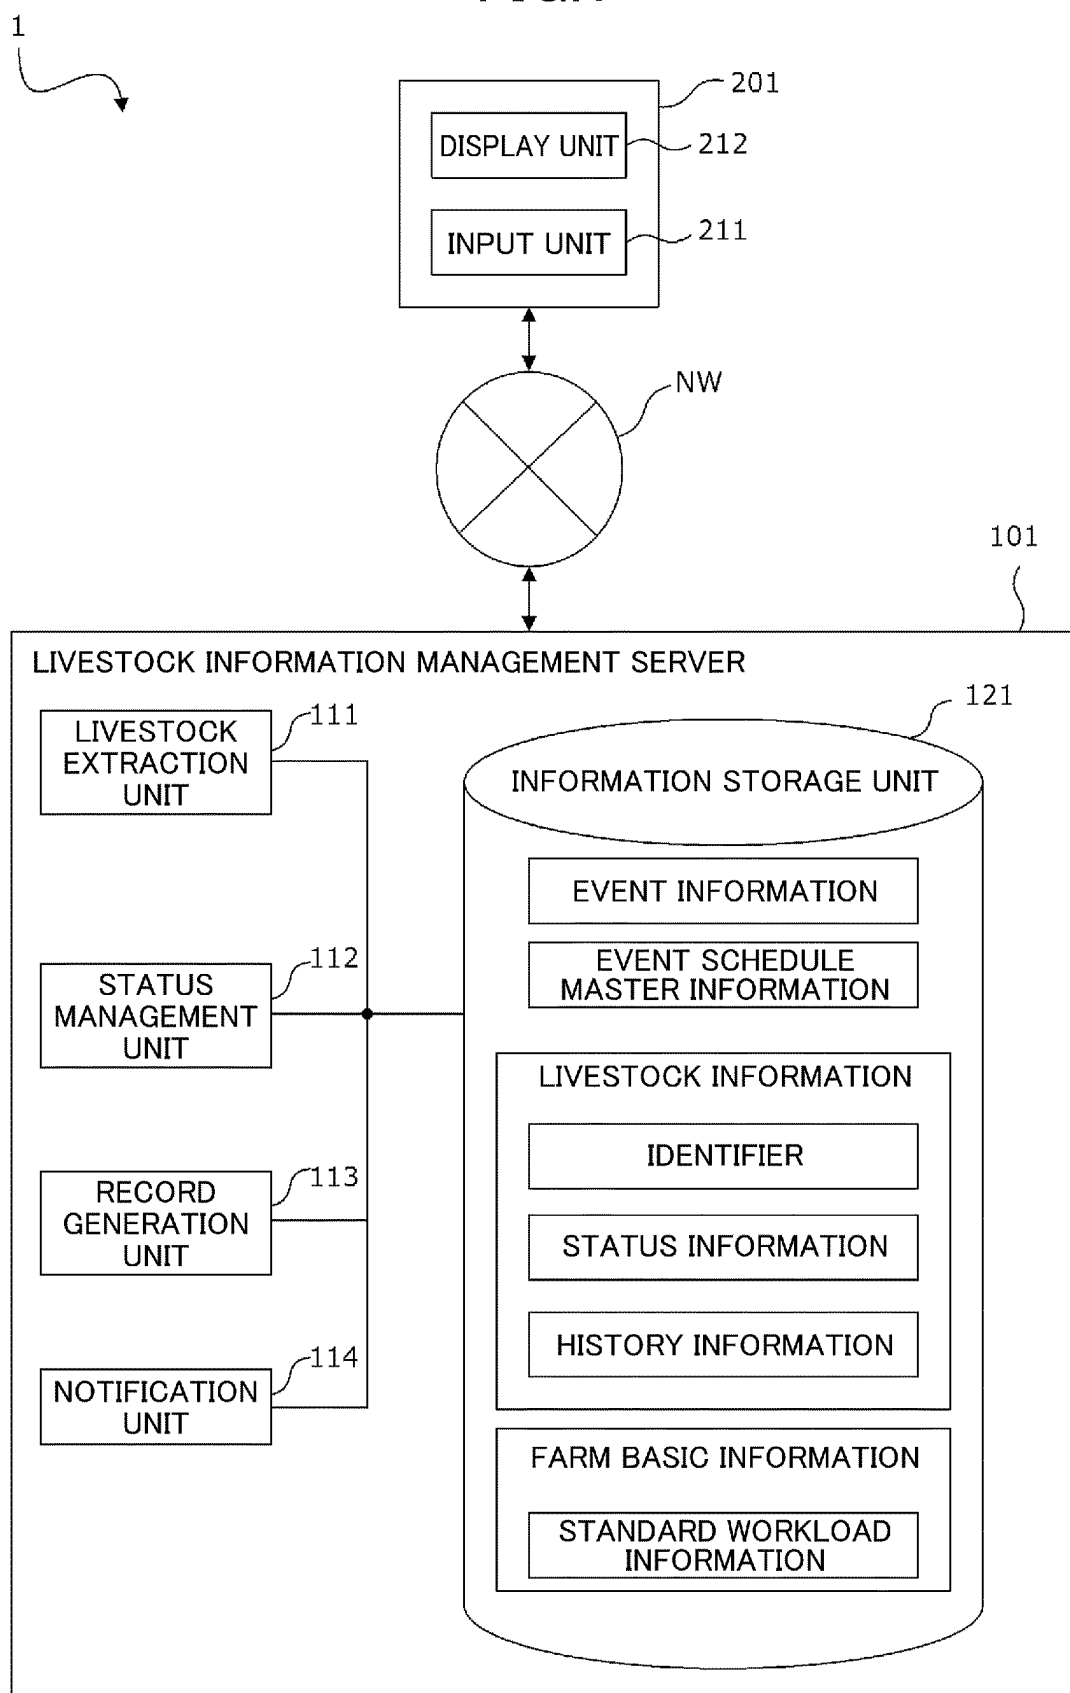 1
201
DISPLAY UNIT
212
INPUT UNIT
211
NW
101
LIVESTOCK INFORMATION MANAGEMENT SERVER
LIVESTOCK
EXTRACTION
UNIT
111
121
INFORMATION STORAGE UNIT
EVENT INFORMATION
EVENT SCHEDULE
MASTER INFORMATION
STATUS
MANAGEMENT
UNIT
112
LIVESTOCK INFORMATION
IDENTIFIER
STATUS INFORMATION
HISTORY INFORMATION
RECORD
GENERATION
UNIT
113
NOTIFICATION
UNIT
114
FARM BASIC INFORMATION
STANDARD WORKLOAD
INFORMATION